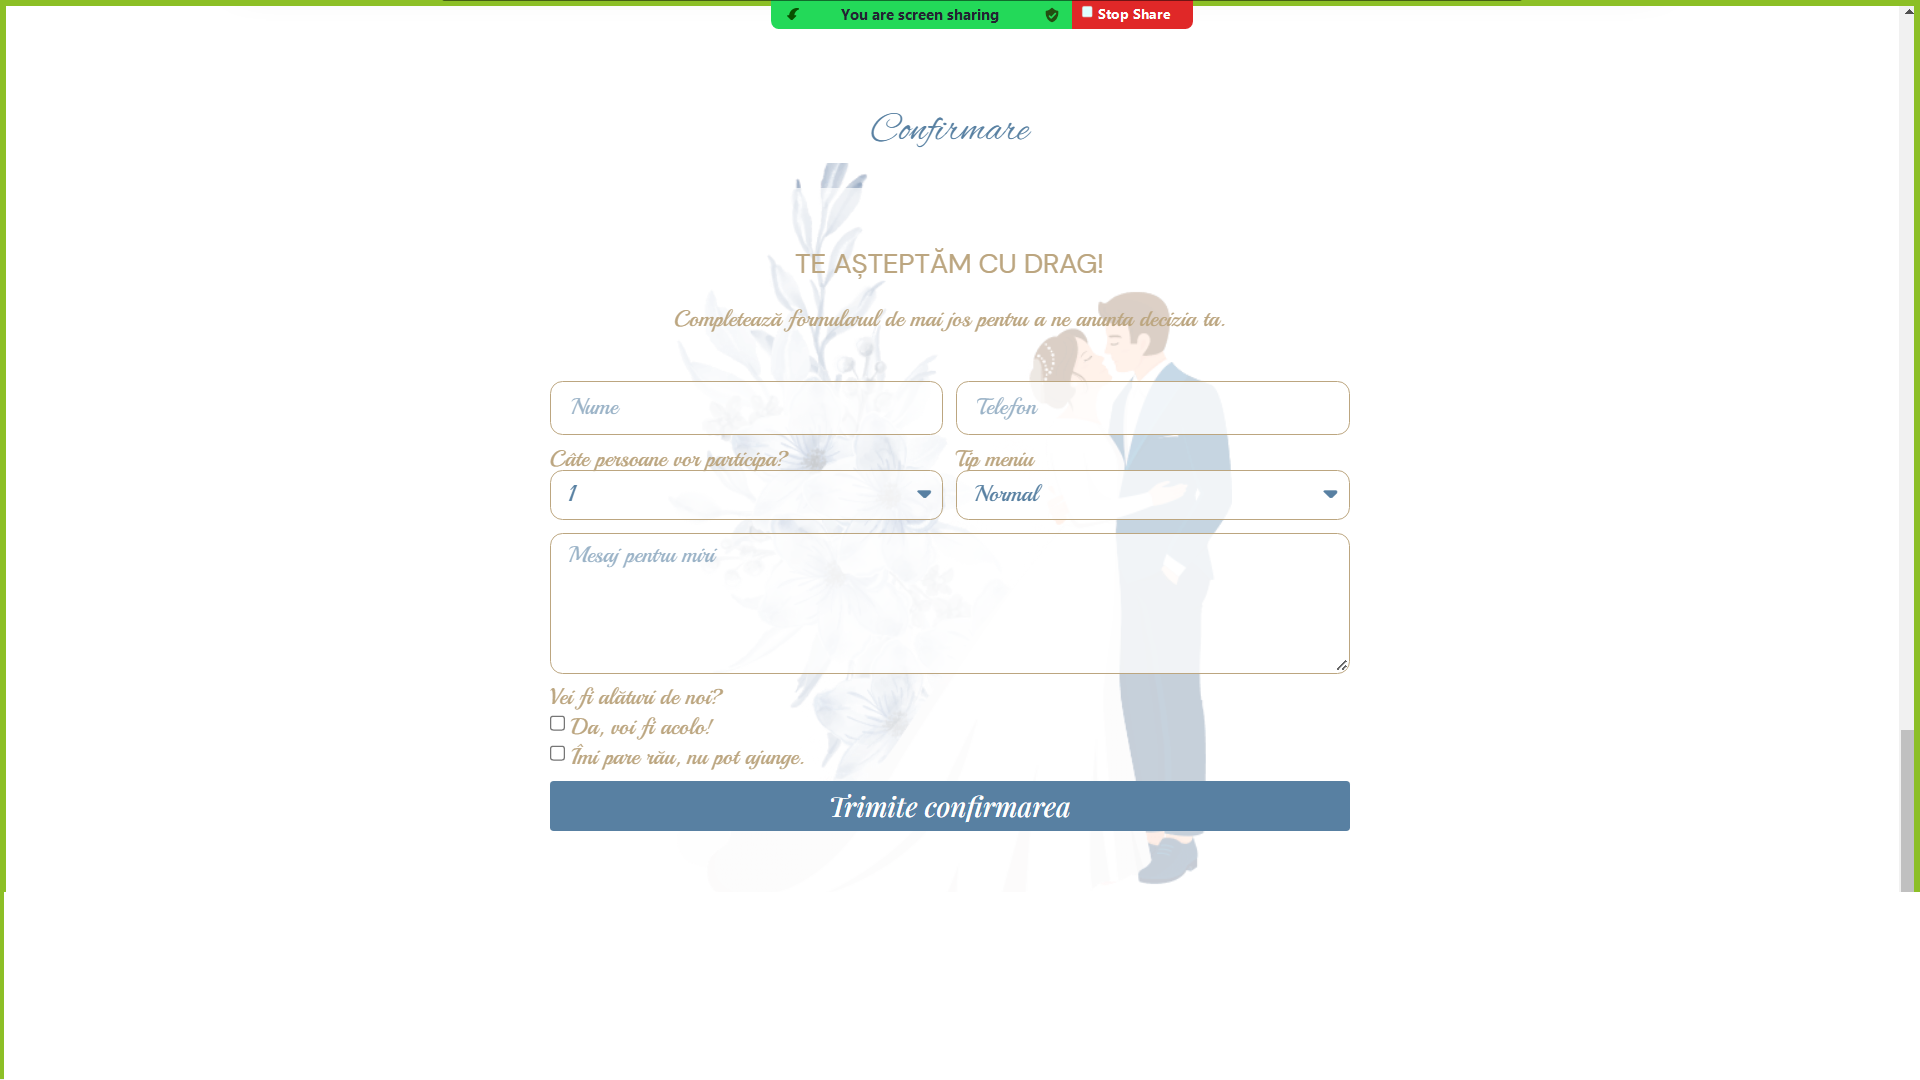 You are screen sharing
Stop Share
Confirmare
TE AȘTEPTĂM CU DRAG!
Completează formularul de mai jos pentru a ne anunta decizia ta.
Nume
Telefon
Câte persoane vor participa?
Tip meniu
1
Normal
Mesaj pentru miri
Vei fi alături de noi?
Da, voi fi acolo!
Îmi pare rău, nu pot ajunge.
Trimite confirmarea